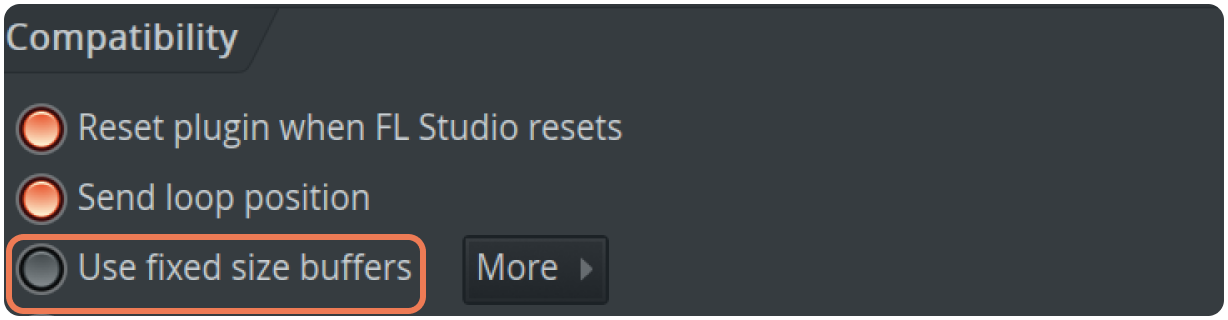 Compatibility
Reset plugin when FL Studio resets
Send loop position
Use fixed size buffers
More